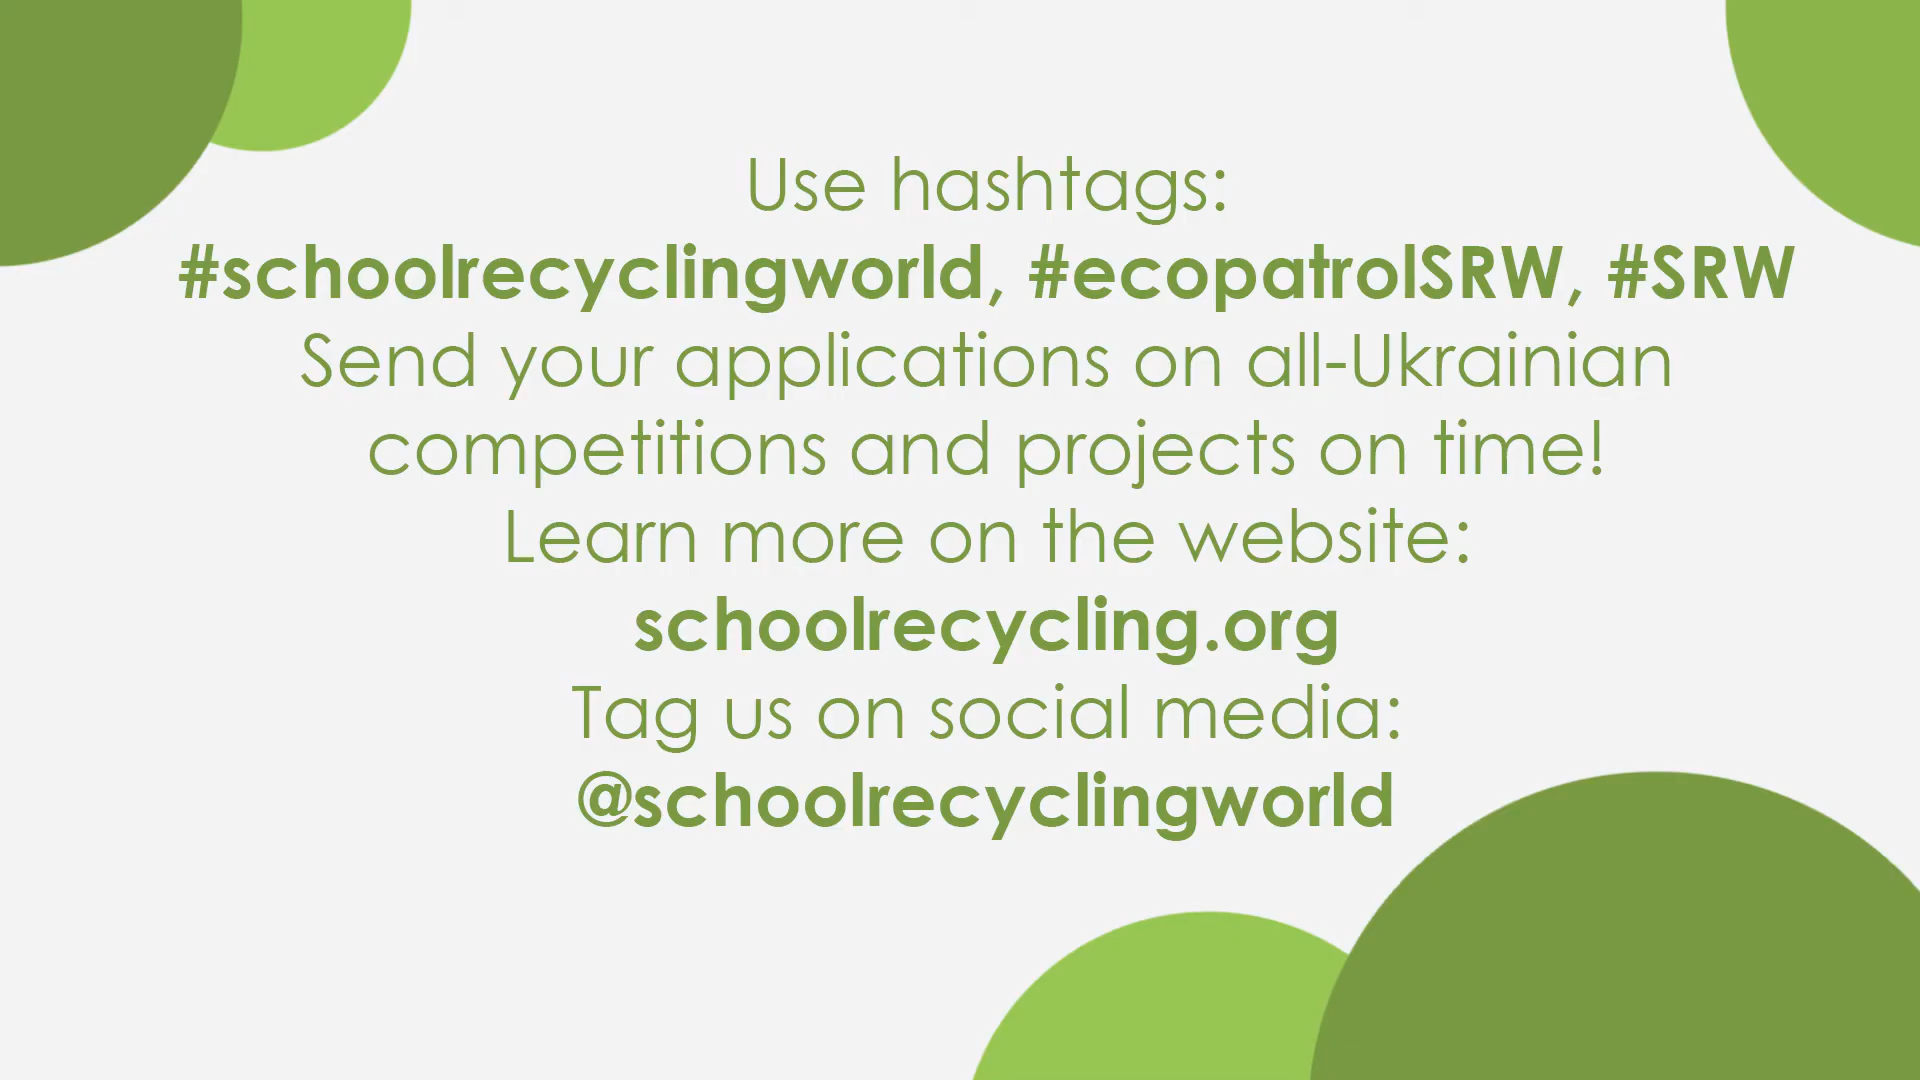 Use hashtags:
#schoolrecyclingworld, #ecopatrolSRW, #SRW
Send your applications on all-Ukrainian
competitions and projects on time!
Learn more on the website:
schoolrecycling.org
Tag us on social media:
@schoolrecyclingworld